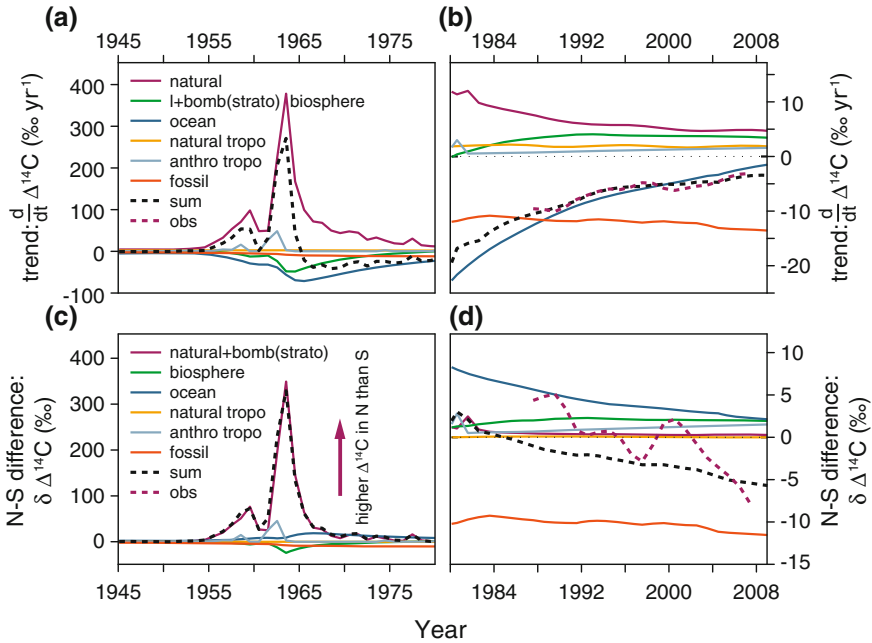 (a)
(b)
1945 1955 1965 1975
1984 1992 2000 2008
400
300
200
100
0
-100
trend: d/dt Δ¹⁴C (‰ yr⁻¹)
natural
l+bomb(strato) biosphere
ocean
natural tropo
anthro tropo
fossil
sum
obs
10
0
-10
-20
trend: d/dt Δ¹⁴C (‰ yr⁻¹)
(c)
(d)
400
300
200
100
0
N-S difference:
δ Δ¹⁴C (‰)
natural+bomb(strato)
biosphere
ocean
natural tropo
anthro tropo
fossil
sum
obs
higher Δ¹⁴C in N than S
10
5
0
-5
-10
-15
N-S difference:
δ Δ¹⁴C (‰)
1945 1955 1965 1975
1984 1992 2000 2008
Year